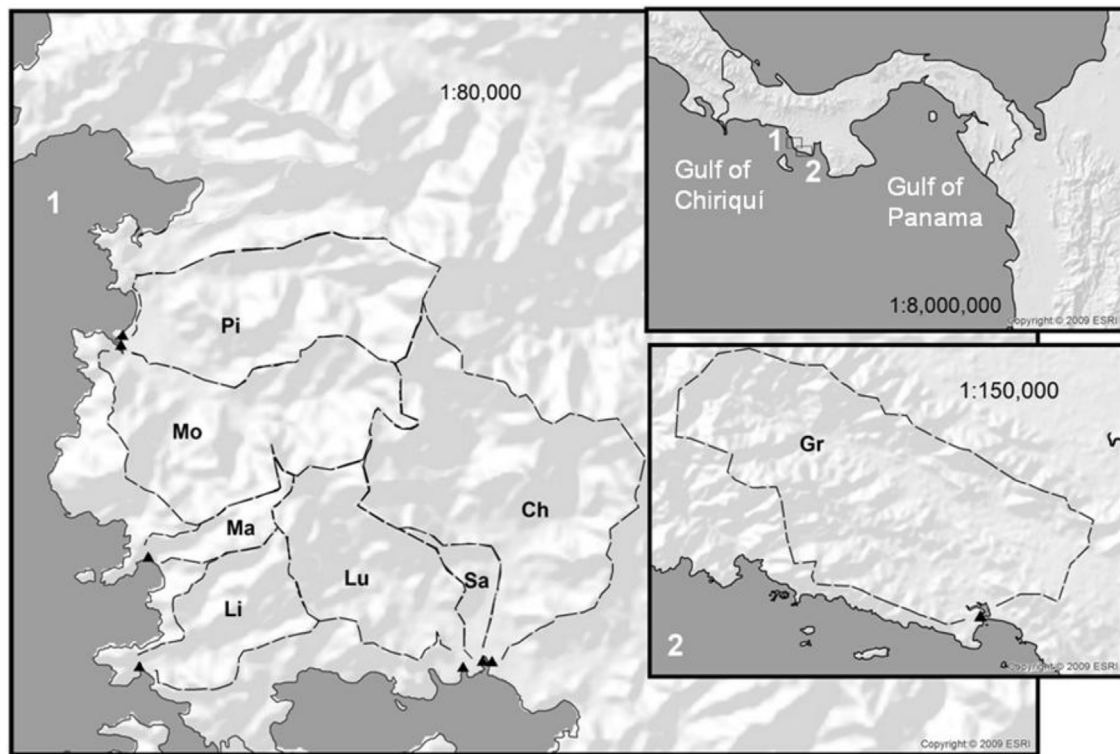 1:80,000
1
Pi
Mo
Ma
Ch
Lu
Sa
Li
Copyright:© 2009 ESRI
1
2
Gulf of
Chiriquí
Gulf of
Panama
1:8,000,000
Copyright:© 2009 ESRI
1:150,000
Gr
2
Copyright:© 2009 ESRI